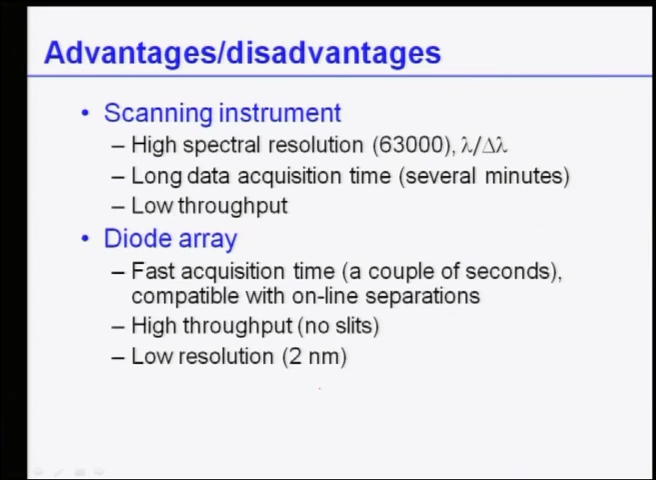 Advantages/disadvantages
• Scanning instrument
– High spectral resolution (63000), λ/Δλ
– Long data acquisition time (several minutes)
– Low throughput
• Diode array
– Fast acquisition time (a couple of seconds),
compatible with on-line separations
– High throughput (no slits)
– Low resolution (2 nm)